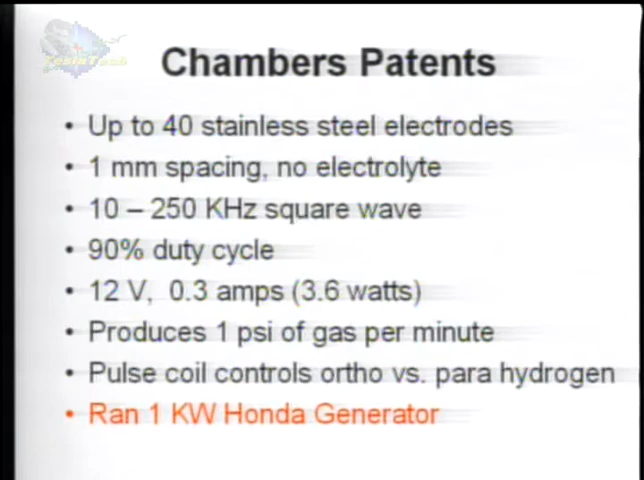 TeslaTech
Chambers Patents
• Up to 40 stainless steel electrodes
• 1 mm spacing, no electrolyte
• 10 – 250 KHz square wave
• 90% duty cycle
• 12 V, 0.3 amps (3.6 watts)
• Produces 1 psi of gas per minute
• Pulse coil controls ortho vs. para hydrogen
• Ran 1 KW Honda Generator